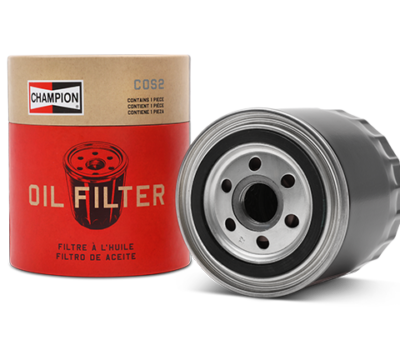 CHAMPION
COS2
CONTAINS 1 PIECE
CONTIENT 1 PIÈCE
CONTIENE 1 PIEZA
OIL FILTER
FILTRE À L'HUILE
FILTRO DE ACEITE